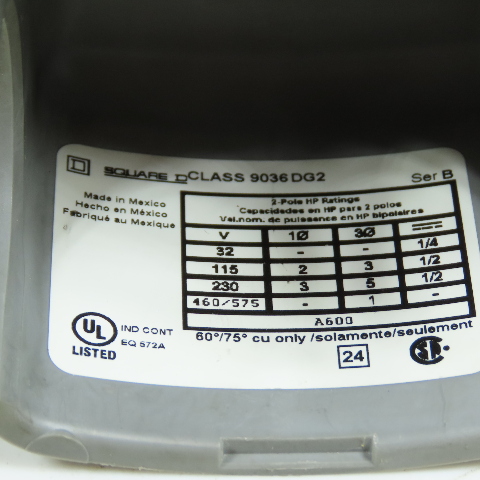 SQUARE D CLASS 9036 DG2 Ser B
Made in Mexico
Hecho en México
Fabriqué au Mexique
2-Pole HP Ratings
Capacidades en HP para 2 polos
Val.nom. de puissance en HP bipolaires
V 1Ø 3Ø
32 - - 1/4
115 2 3 1/2
230 3 5 1/2
460/575 - 1 -
A600
60°/75° cu only /solamente/seulement
UL IND CONT
LISTED EQ 572A
24 SA